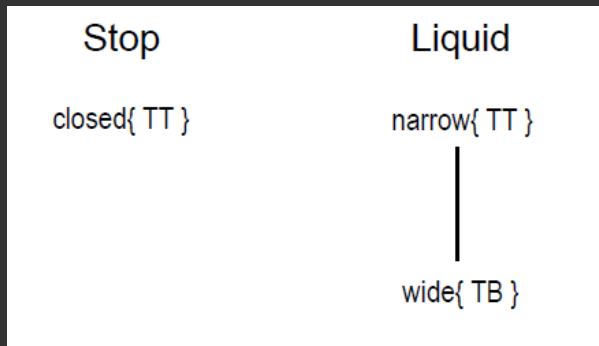 Stop Liquid
closed{ TT } narrow{ TT }
wide{ TB }